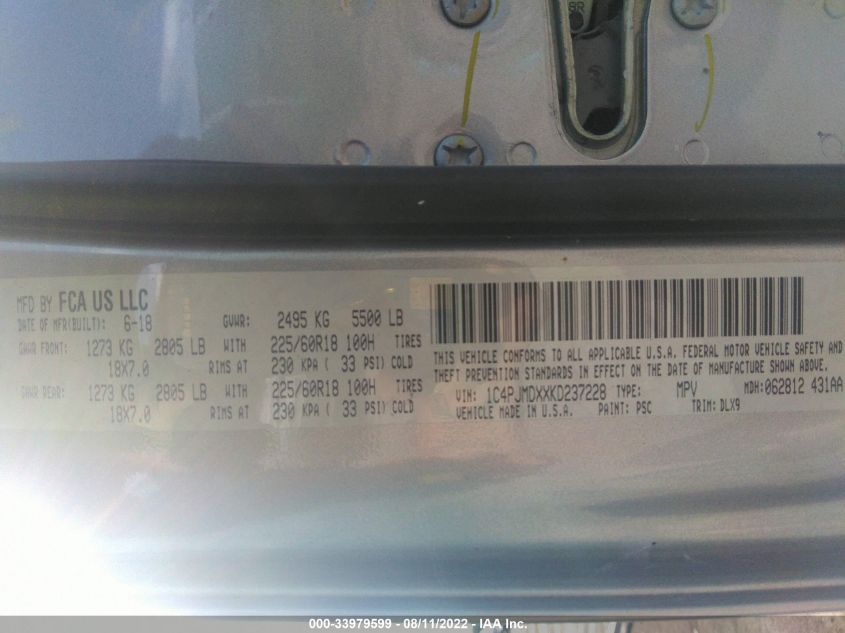 MFD BY FCA US LLC
DATE OF MFR(BUILT): 6-18 GVWR: 2495 KG 5500 LB
GAWR FRONT: 1273 KG 2805 LB WITH 225/60R18 100H TIRES
18X7.0 RIMS AT 230 KPA ( 33 PSI) COLD
GAWR REAR: 1273 KG 2805 LB WITH 225/60R18 100H TIRES
18X7.0 RIMS AT 230 KPA ( 33 PSI) COLD
THIS VEHICLE CONFORMS TO ALL APPLICABLE U.S.A. FEDERAL MOTOR VEHICLE SAFETY AND
THEFT PREVENTION STANDARDS IN EFFECT ON THE DATE OF MANUFACTURE SHOWN ABOVE.
VIN: 1C4PJMDXXKD237228 TYPE: MPV MDH: 062812 431AA
VEHICLE MADE IN U.S.A. PAINT: PSC TRIM: DLX9
000-33979599 - 08/11/2022 - IAA Inc.